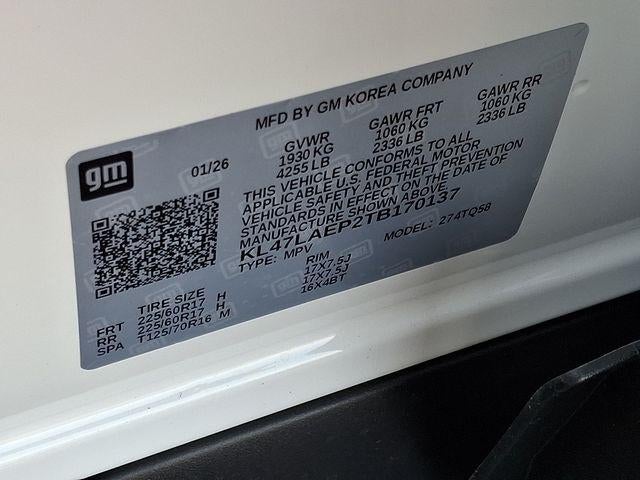 MFD BY GM KOREA COMPANY
gm
01/26
GVWR GAWR FRT GAWR RR
1930 KG 1060 KG 1060 KG
4255 LB 2336 LB 2336 LB
THIS VEHICLE CONFORMS TO ALL
APPLICABLE U.S. FEDERAL MOTOR
VEHICLE SAFETY AND THEFT PREVENTION
STANDARDS IN EFFECT ON THE DATE OF
MANUFACTURE SHOWN ABOVE.
KL47LAEP2TB170137
TYPE: MPV MODEL: 274TQ58
TIRE SIZE RIM
FRT 225/60R17 H 17X7.5J
RR 225/60R17 H 17X7.5J
SPA T125/70R16 M 16X4BT